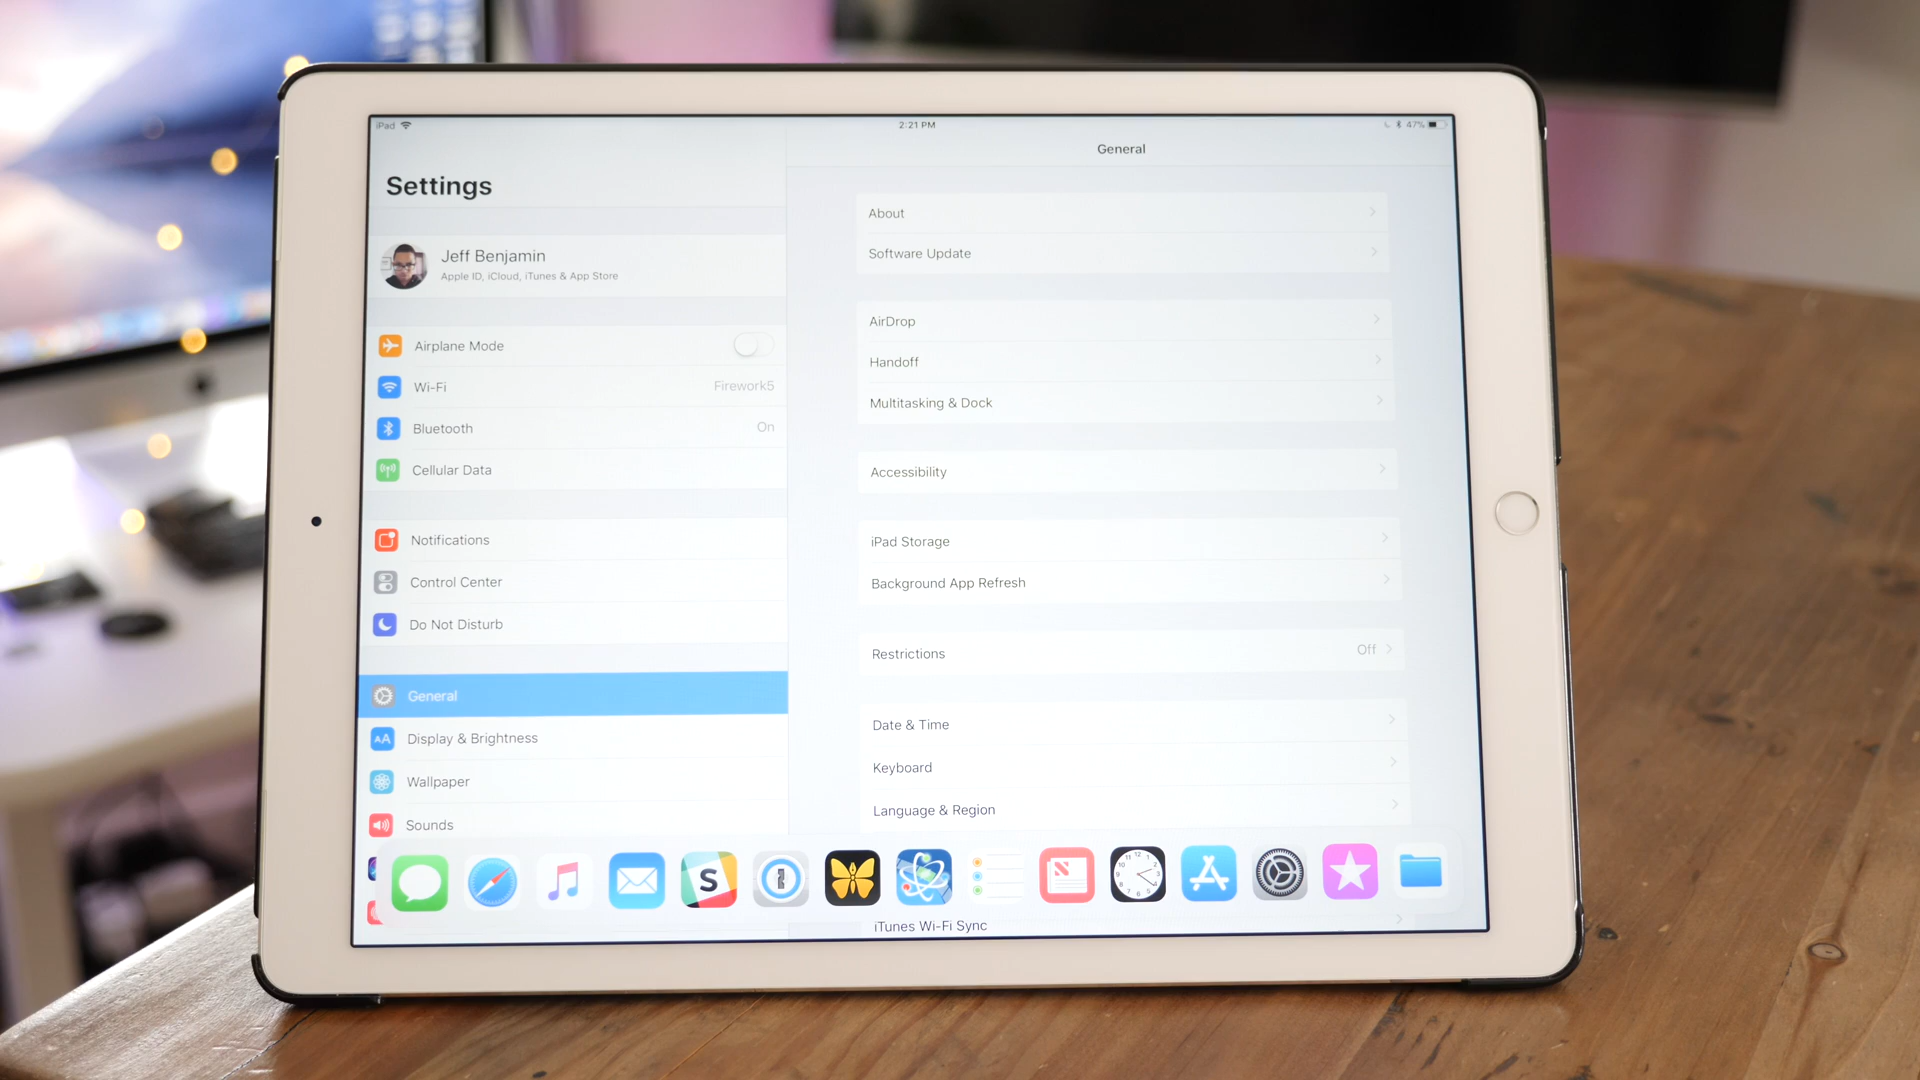 iPad
2:21 PM
47%
Settings
Jeff Benjamin
Apple ID, iCloud, iTunes & App Store
Airplane Mode
Wi-Fi Firework5
Bluetooth On
Cellular Data
Notifications
Control Center
Do Not Disturb
General
AA Display & Brightness
Wallpaper
Sounds
General
About
Software Update
AirDrop
Handoff
Multitasking & Dock
Accessibility
iPad Storage
Background App Refresh
Restrictions Off
Date & Time
Keyboard
Language & Region
iTunes Wi-Fi Sync
S